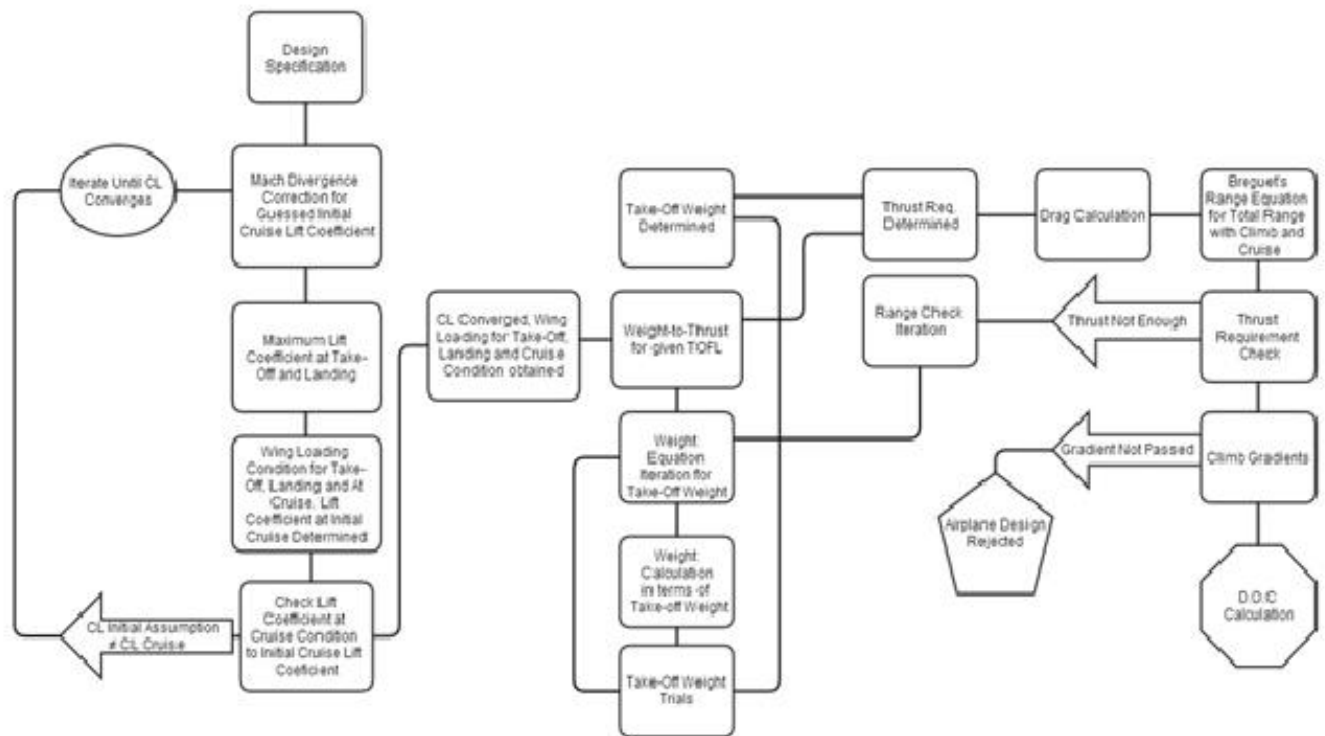 Design
Specification
Iterate Until CL
Converges
Mach Divergence
Correction for
Guessed Initial
Cruise Lift Coefficient
Maximum Lift
Coefficient at Take-
Off and Landing
Wing Loading
Condition for Take-
Off, Landing and At
Cruise. Lift
Coefficient at Initial
Cruise Determined
Check Lift
Coefficient at
Cruise Condition
to Initial Cruise Lift
Coeficient
CL Initial Assumption
≠ CL Cruise
CL Converged, Wing
Loading for Take-Off,
Landing and Cruise
Condition obtained
Take-Off Weight
Determined
Weight-to-Thrust
for given TOFL
Weight
Equation
Iteration for
Take-Off Weight
Weight
Calculation
in terms of
Take-off Weight
Take-Off Weight
Trials
Thrust Req.
Determined
Drag Calculation
Breguet's
Range Equation
for Total Range
with Climb and
Cruise
Range Check
Iteration
Thrust Not Enough
Thrust
Requirement
Check
Gradient Not Passed
Climb Gradients
Airplane Design
Rejected
D.O.C
Calculation